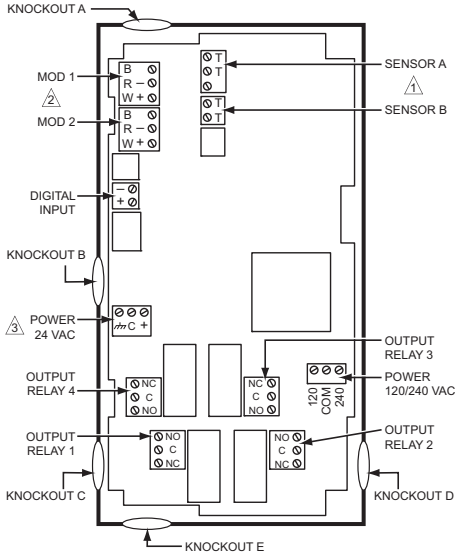 KNOCKOUT A
MOD 1
2
MOD 2
B
R –
W +
B
R –
W +
T
T
T
T
SENSOR A
1
SENSOR B
DIGITAL
INPUT
–
+
KNOCKOUT B
3
POWER
24 VAC
C +
OUTPUT
RELAY 3
OUTPUT
RELAY 4
NC
C
NO
NC
C
NO
120
COM
240
POWER
120/240 VAC
OUTPUT
RELAY 1
NO
C
NC
NO
C
NC
OUTPUT
RELAY 2
KNOCKOUT C
KNOCKOUT D
KNOCKOUT E